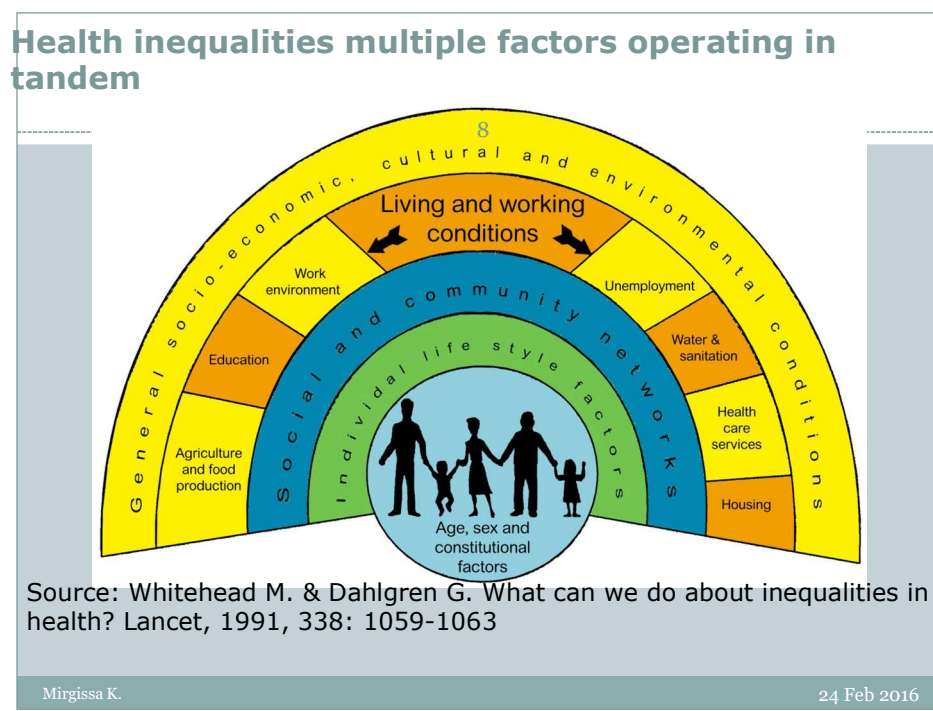 Health inequalities multiple factors operating in
tandem
8
General socio-economic, cultural and environmental conditions
Living and working
conditions
Work
environment
Unemployment
Education
Water &
sanitation
Agriculture
and food
production
Health
care
services
Housing
Social and community networks
Individal life style factors
Age, sex and
constitutional
factors
Source: Whitehead M. & Dahlgren G. What can we do about inequalities in
health? Lancet, 1991, 338: 1059-1063
Mirgissa K.
24 Feb 2016